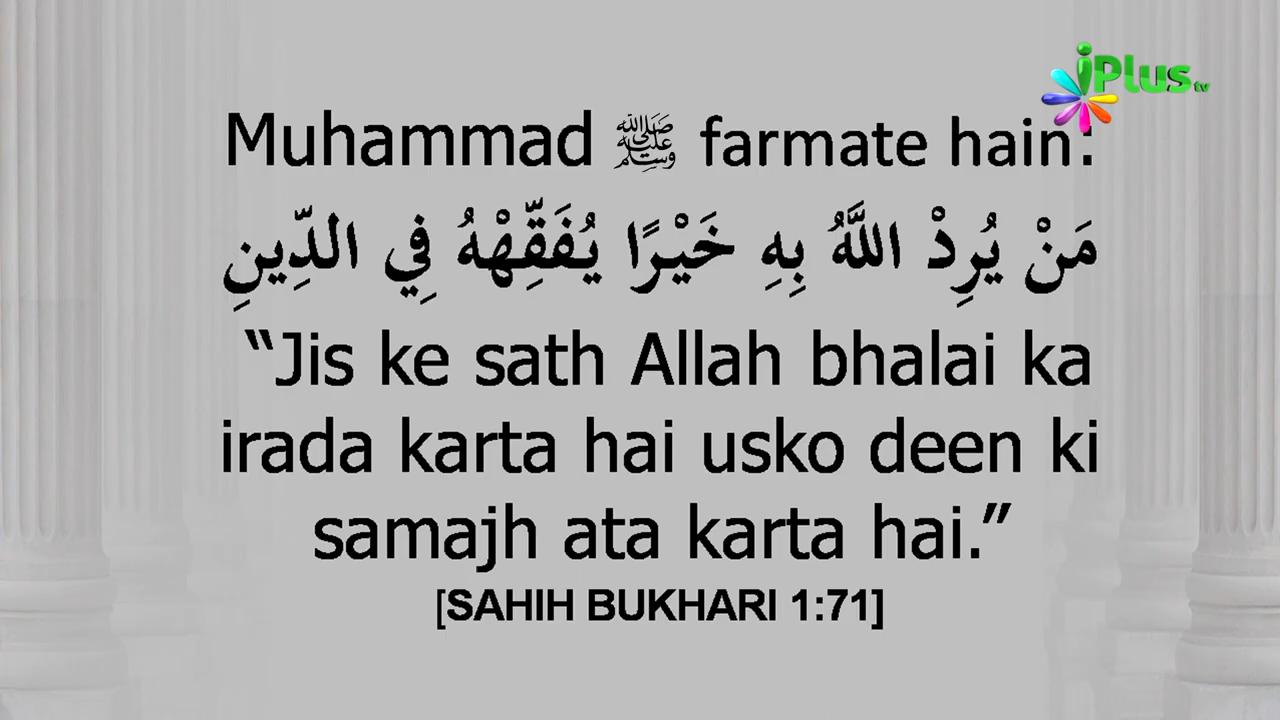 iPlus tv
Muhammad ﷺ farmate hain:
مَنْ يُرِدْ اللَّهُ بِهِ خَيْرًا يُفَقِّهْهُ فِي الدِّينِ
“Jis ke sath Allah bhalai ka
irada karta hai usko deen ki
samajh ata karta hai.”
[SAHIH BUKHARI 1:71]